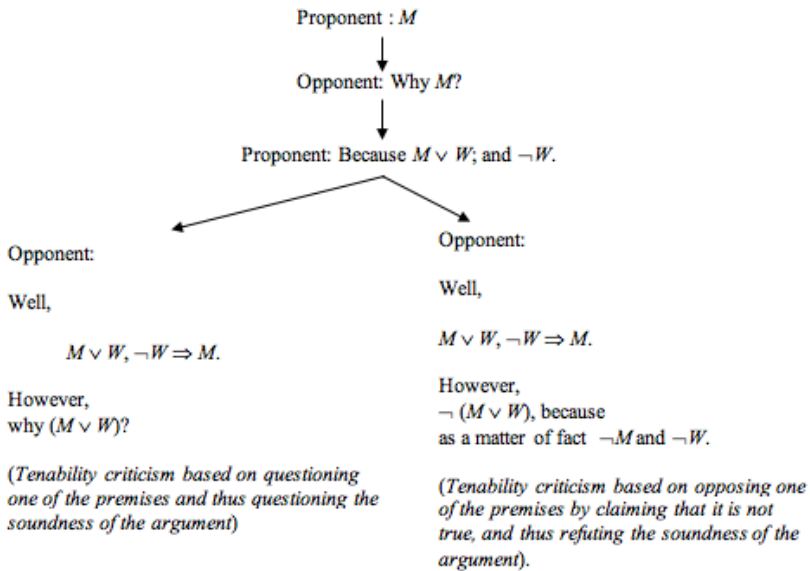 Proponent : M
Opponent: Why M?
Proponent: Because M ∨ W; and ¬W.
Opponent:
Well,
M ∨ W, ¬W ⇒ M.
However,
why (M ∨ W)?
(Tenability criticism based on questioning
one of the premises and thus questioning the
soundness of the argument)
Opponent:
Well,
M ∨ W, ¬W ⇒ M.
However,
¬ (M ∨ W), because
as a matter of fact ¬M and ¬W.
(Tenability criticism based on opposing one
of the premises by claiming that it is not
true, and thus refuting the soundness of the
argument).